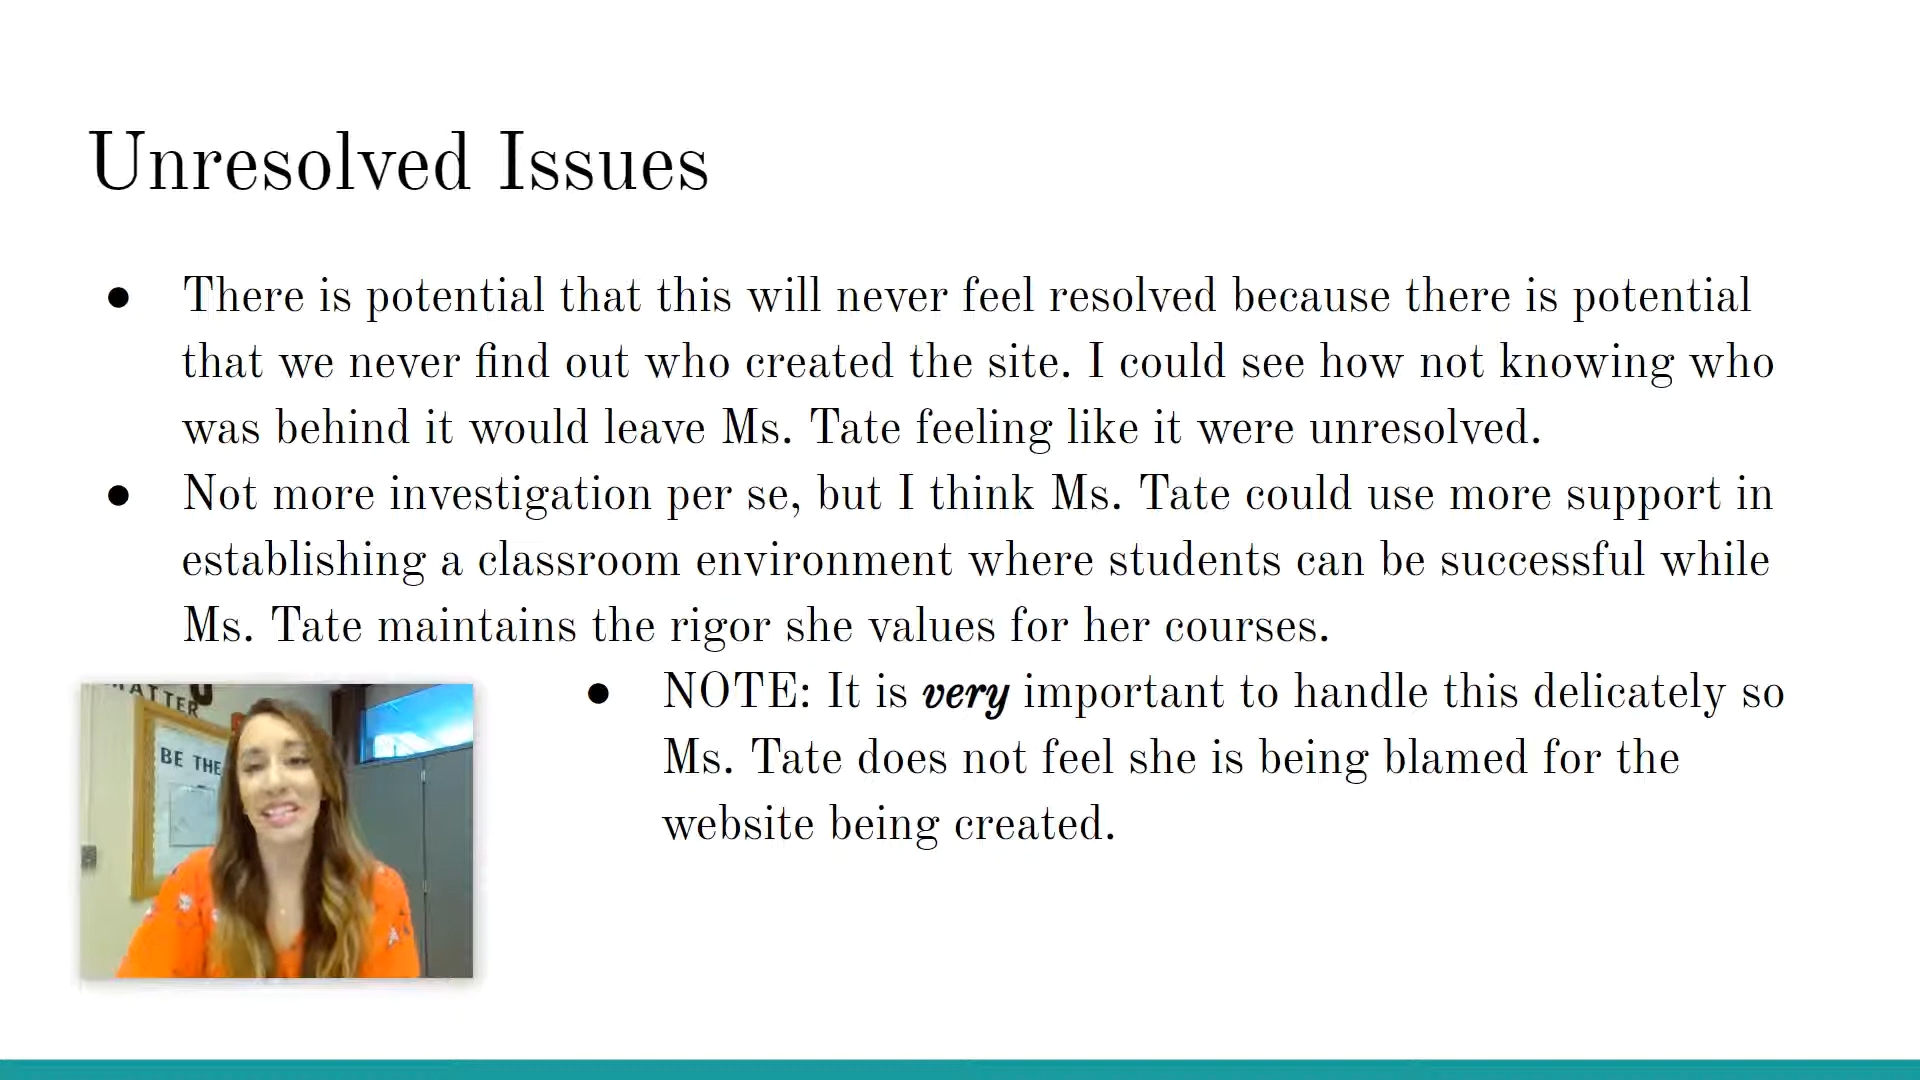 Unresolved Issues
● There is potential that this will never feel resolved because there is potential
that we never find out who created the site. I could see how not knowing who
was behind it would leave Ms. Tate feeling like it were unresolved.
● Not more investigation per se, but I think Ms. Tate could use more support in
establishing a classroom environment where students can be successful while
Ms. Tate maintains the rigor she values for her courses.
● NOTE: It is very important to handle this delicately so
Ms. Tate does not feel she is being blamed for the
website being created.
MATTER
BE THE